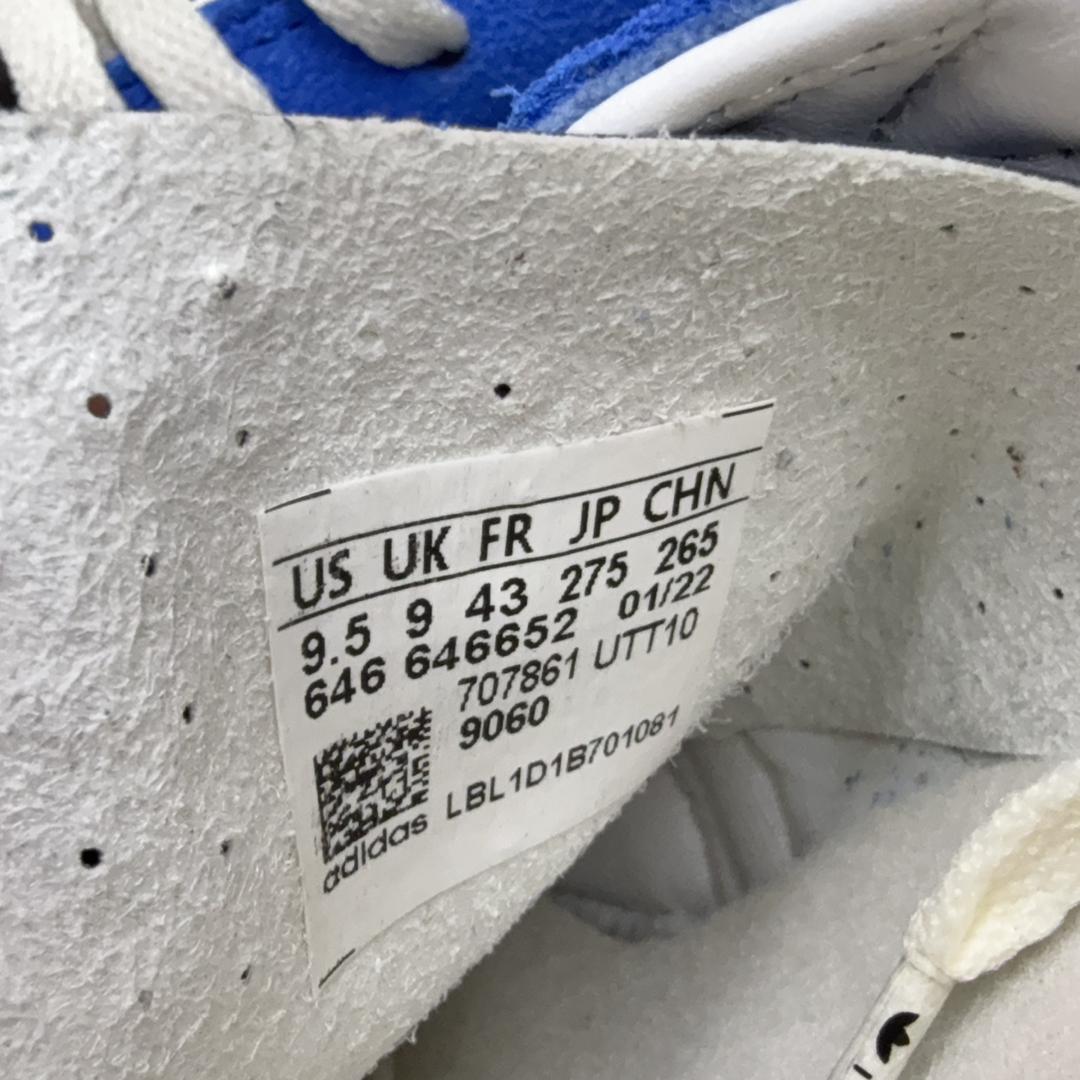 US UK FR JP CHN
9.5 9 43 275 265
646 646652 01/22
707861 UTT10
9060
adidas LBL1D1B701081